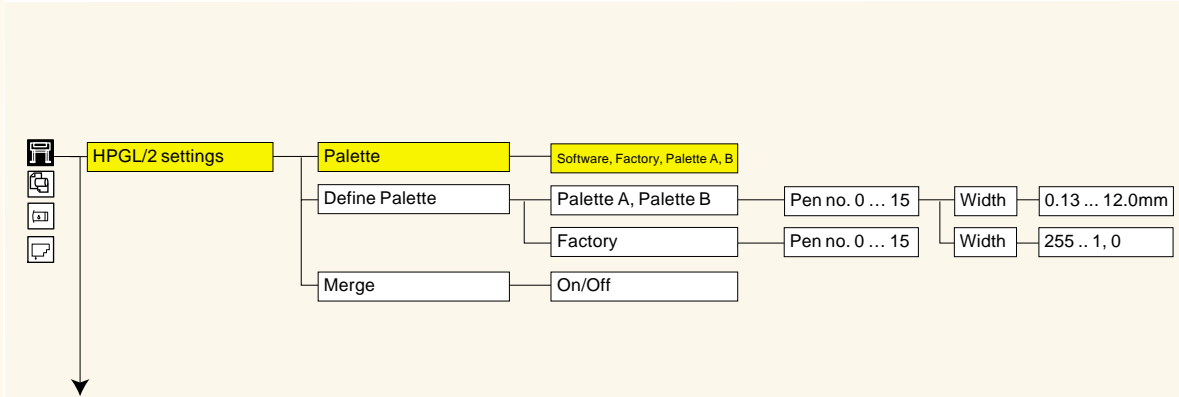 HPGL/2 settings
Palette
Software, Factory, Palette A, B
Define Palette
Palette A, Palette B
Pen no. 0 ... 15
Width
0.13 ... 12.0mm
Factory
Pen no. 0 ... 15
Width
255 .. 1, 0
Merge
On/Off